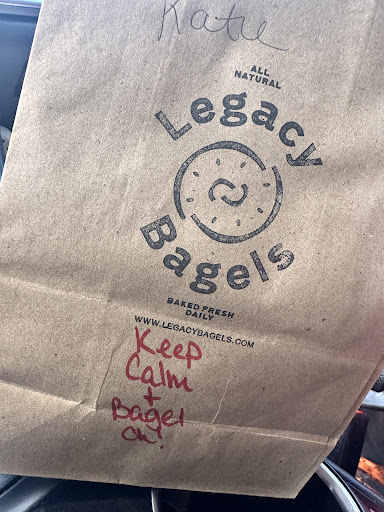 Katie
ALL
NATURAL
Legacy
Bagels
BAKED FRESH
DAILY
WWW.LEGACYBAGELS.COM
Keep
Calm
+
Bagel
on!